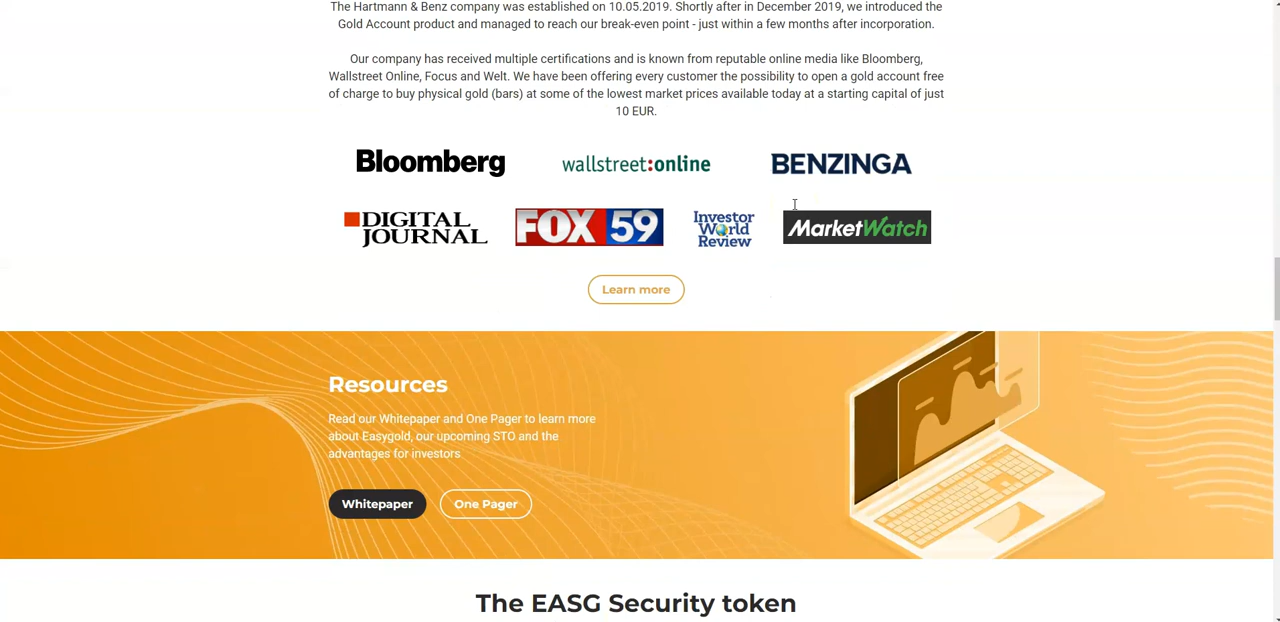 The Hartmann & Benz company was established on 10.05.2019. Shortly after in December 2019, we introduced the
Gold Account product and managed to reach our break-even point - just within a few months after incorporation.
Our company has received multiple certifications and is known from reputable online media like Bloomberg,
Wallstreet Online, Focus and Welt. We have been offering every customer the possibility to open a gold account free
of charge to buy physical gold (bars) at some of the lowest market prices available today at a starting capital of just
10 EUR.
Bloomberg
wallstreet:online
BENZINGA
DIGITAL
JOURNAL
FOX 59
Investor
World
Review
MarketWatch
Learn more
Resources
Read our Whitepaper and One Pager to learn more
about Easygold, our upcoming STO and the
advantages for investors
Whitepaper
One Pager
The EASG Security token